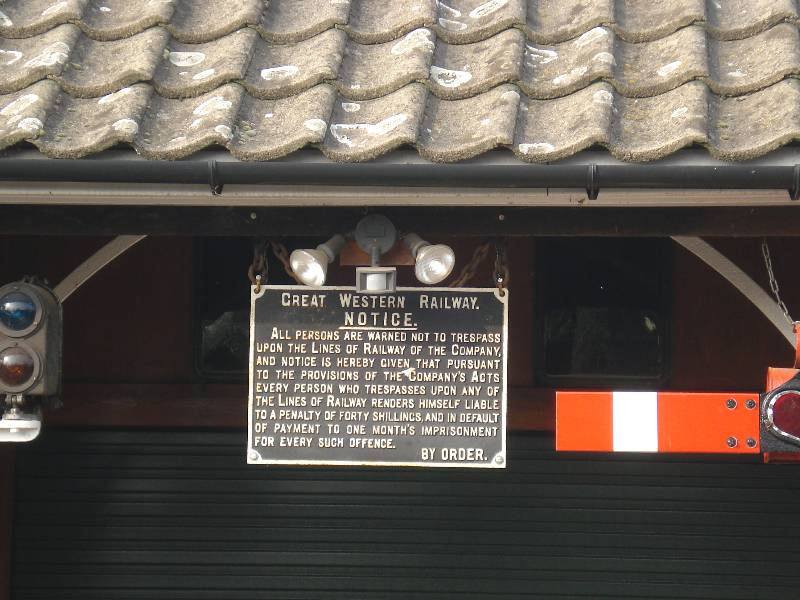 GREAT WESTERN RAILWAY.
NOTICE.
ALL PERSONS ARE WARNED NOT TO TRESPASS
UPON THE LINES OF RAILWAY OF THE COMPANY,
AND NOTICE IS HEREBY GIVEN THAT PURSUANT
TO THE PROVISIONS OF THE COMPANY'S ACTS
EVERY PERSON WHO TRESPASSES UPON ANY OF
THE LINES OF RAILWAY RENDERS HIMSELF LIABLE
TO A PENALTY OF FORTY SHILLINGS, AND IN DEFAULT
OF PAYMENT TO ONE MONTH'S IMPRISONMENT
FOR EVERY SUCH OFFENCE.
BY ORDER.